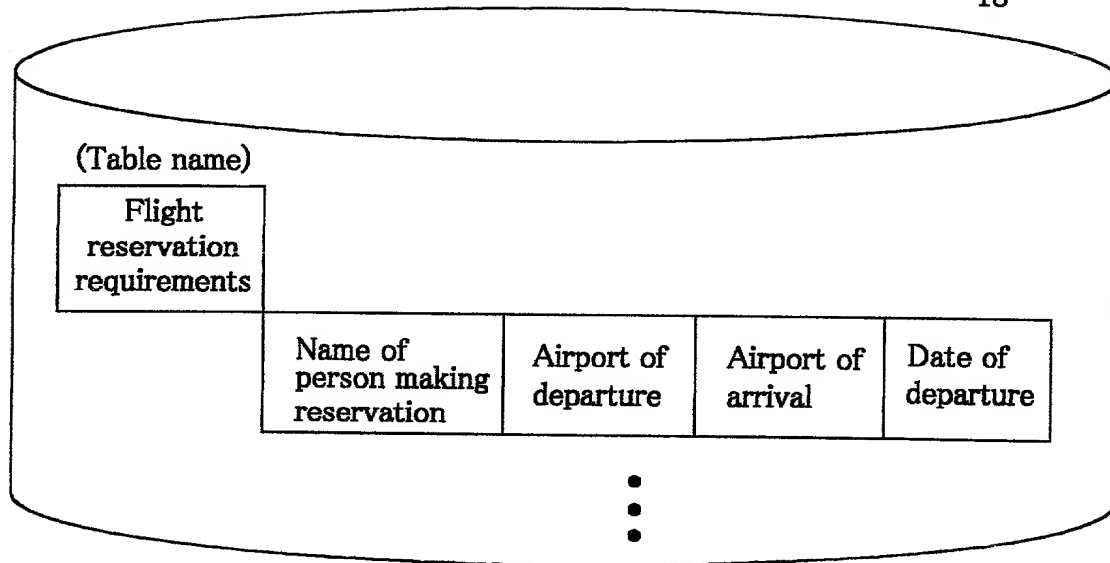 (Table name)
Flight
reservation
requirements
Name of
person making
reservation
Airport of
departure
Airport of
arrival
Date of
departure